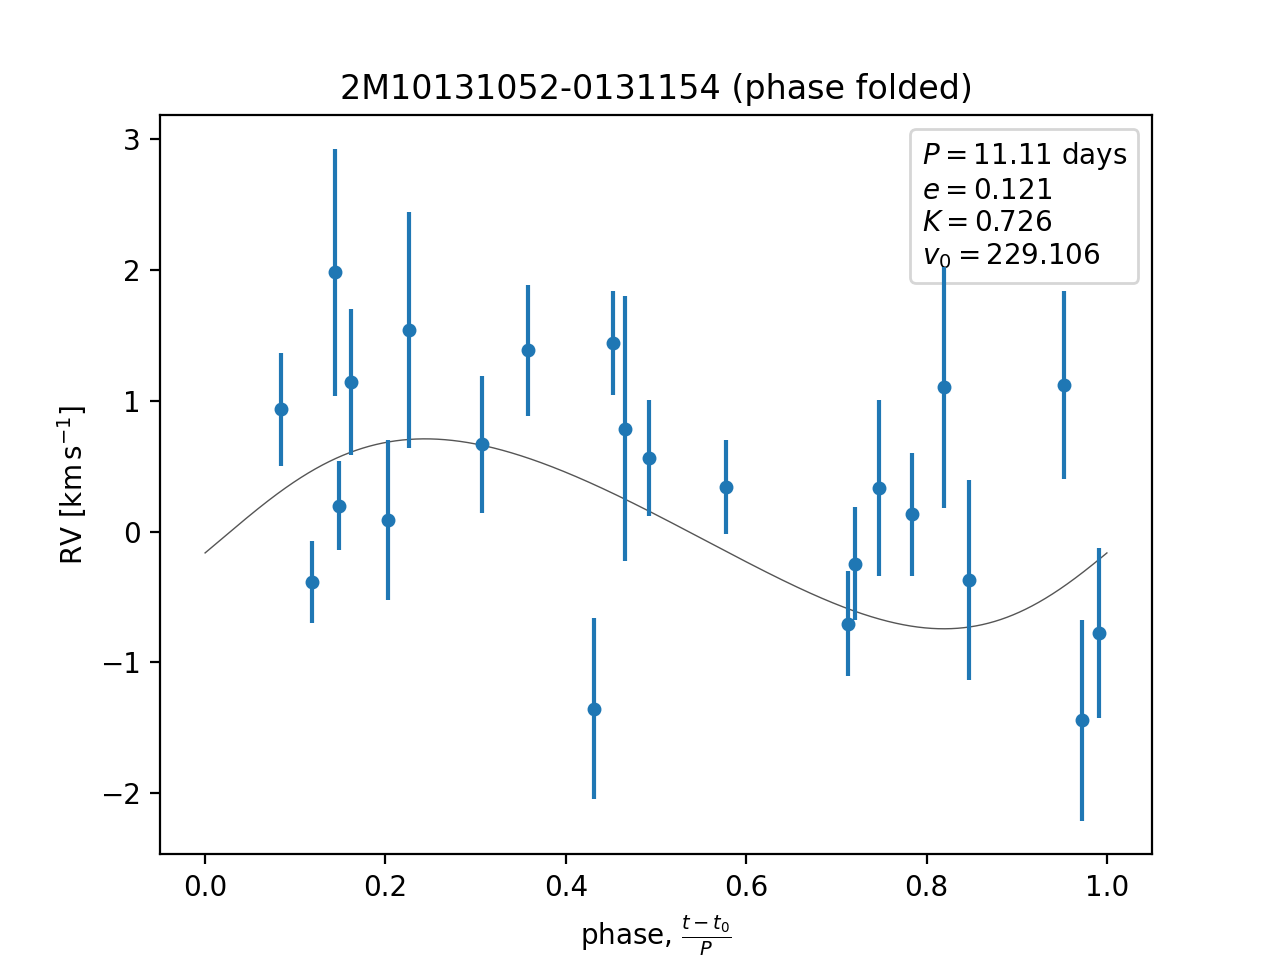 2M10131052-0131154 (phase folded)
P = 11.11 days
e = 0.121
K = 0.726
v₀ = 229.106
3
2
1
0
−1
−2
RV [km s⁻¹]
0.0 0.2 0.4 0.6 0.8 1.0
phase, (t − t₀)/P